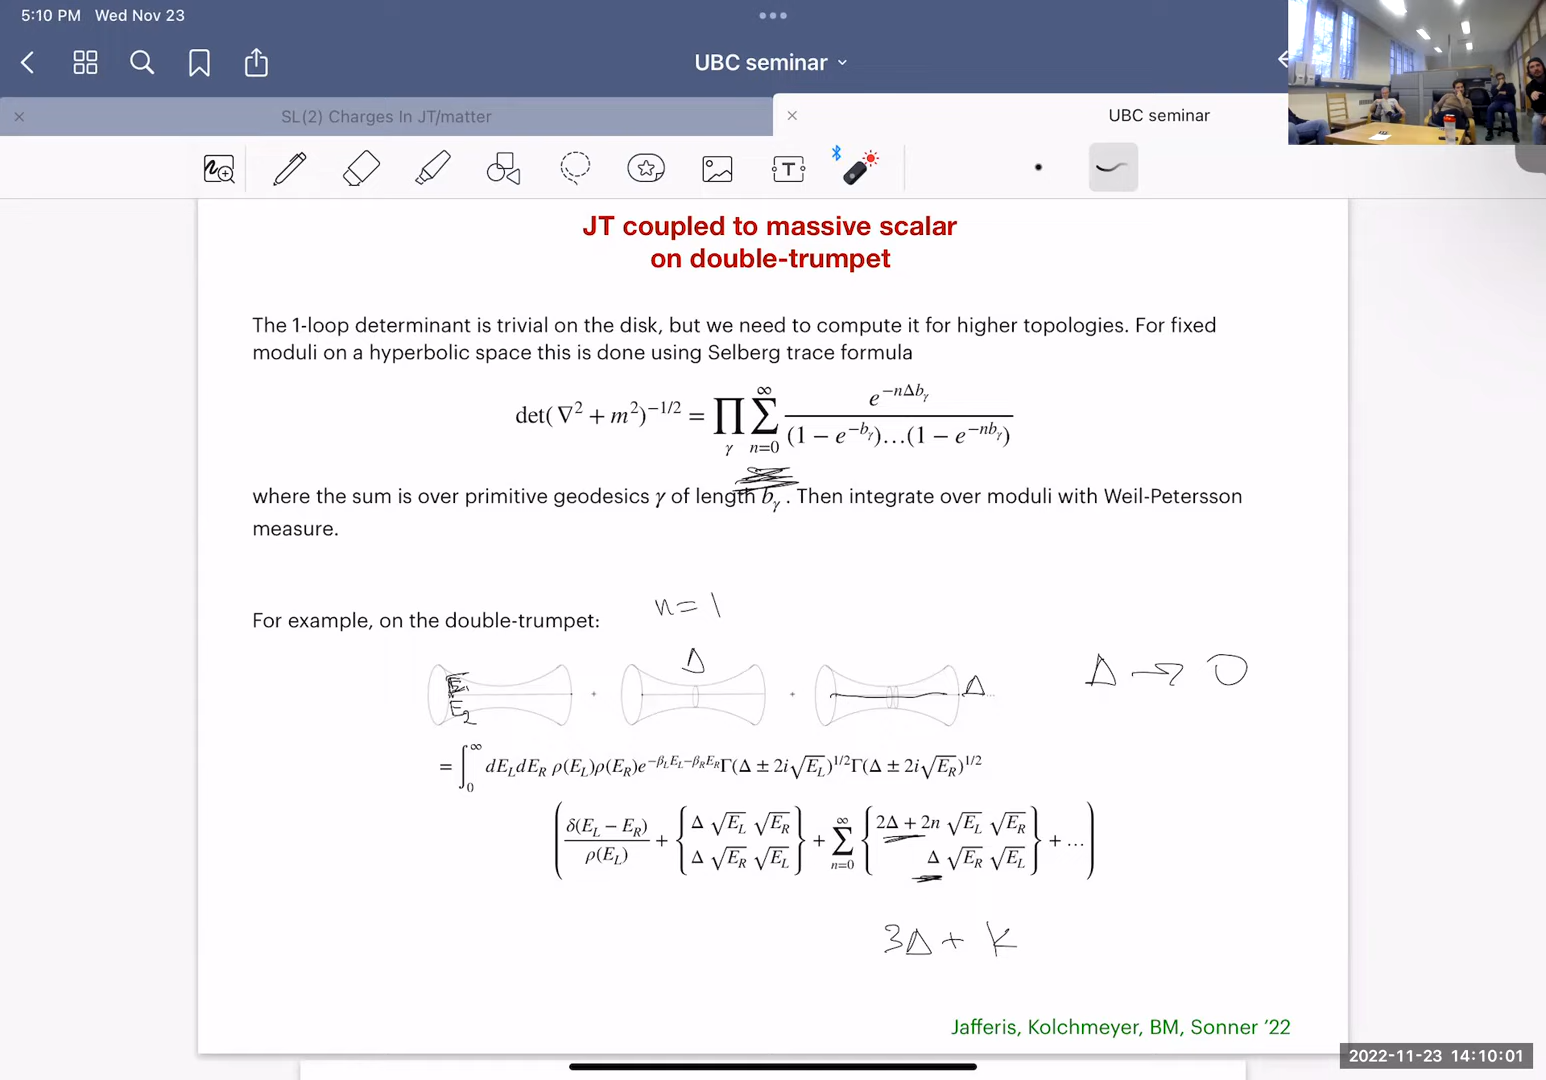 5:10 PM Wed Nov 23
UBC seminar
SL(2) Charges In JT/matter
UBC seminar
JT coupled to massive scalar
on double-trumpet
The 1-loop determinant is trivial on the disk, but we need to compute it for higher topologies. For fixed
moduli on a hyperbolic space this is done using Selberg trace formula
det(∇² + m²)^{−1/2} = ∏_γ ∑_{n=0}^{∞} e^{−nΔb_γ} / (1 − e^{−b_γ})…(1 − e^{−nb_γ})
where the sum is over primitive geodesics γ of length b_γ. Then integrate over moduli with Weil-Petersson
measure.
n = 1
For example, on the double-trumpet:
Δ
Δ → 0
E
E₂
+ + Δ …
= ∫_0^∞ dE_L dE_R ρ(E_L)ρ(E_R)e^{−β_L E_L−β_R E_R}Γ(Δ ± 2i√E_L)^{1/2}Γ(Δ ± 2i√E_R)^{1/2}
( δ(E_L − E_R) / ρ(E_L) + { Δ √E_L √E_R ; Δ √E_R √E_L } + ∑_{n=0}^{∞} { 2Δ + 2n √E_L √E_R ; Δ √E_R √E_L } + … )
3Δ + k
Jafferis, Kolchmeyer, BM, Sonner ’22
2022-11-23 14:10:01